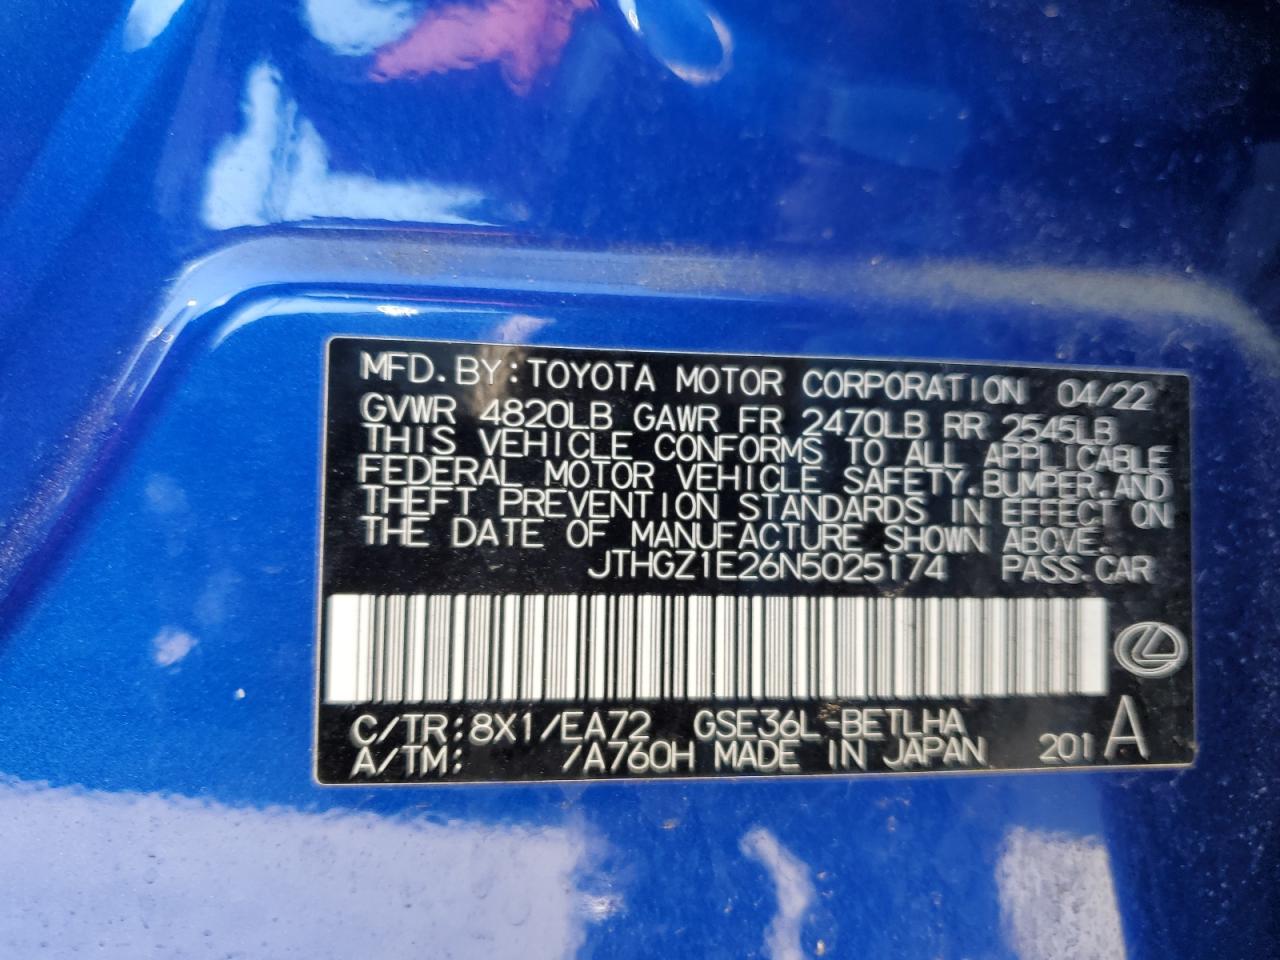 MFD. BY: TOYOTA MOTOR CORPORATION 04/22
GVWR 4820LB GAWR FR 2470LB RR 2545LB
THIS VEHICLE CONFORMS TO ALL APPLICABLE
FEDERAL MOTOR VEHICLE SAFETY,BUMPER,AND
THEFT PREVENTION STANDARDS IN EFFECT ON
THE DATE OF MANUFACTURE SHOWN ABOVE.
JTHGZ1E26N5025174 PASS.CAR
C/TR:8X1/EA72 GSE36L-BETLHA
A/TM: /A760H MADE IN JAPAN 201 A